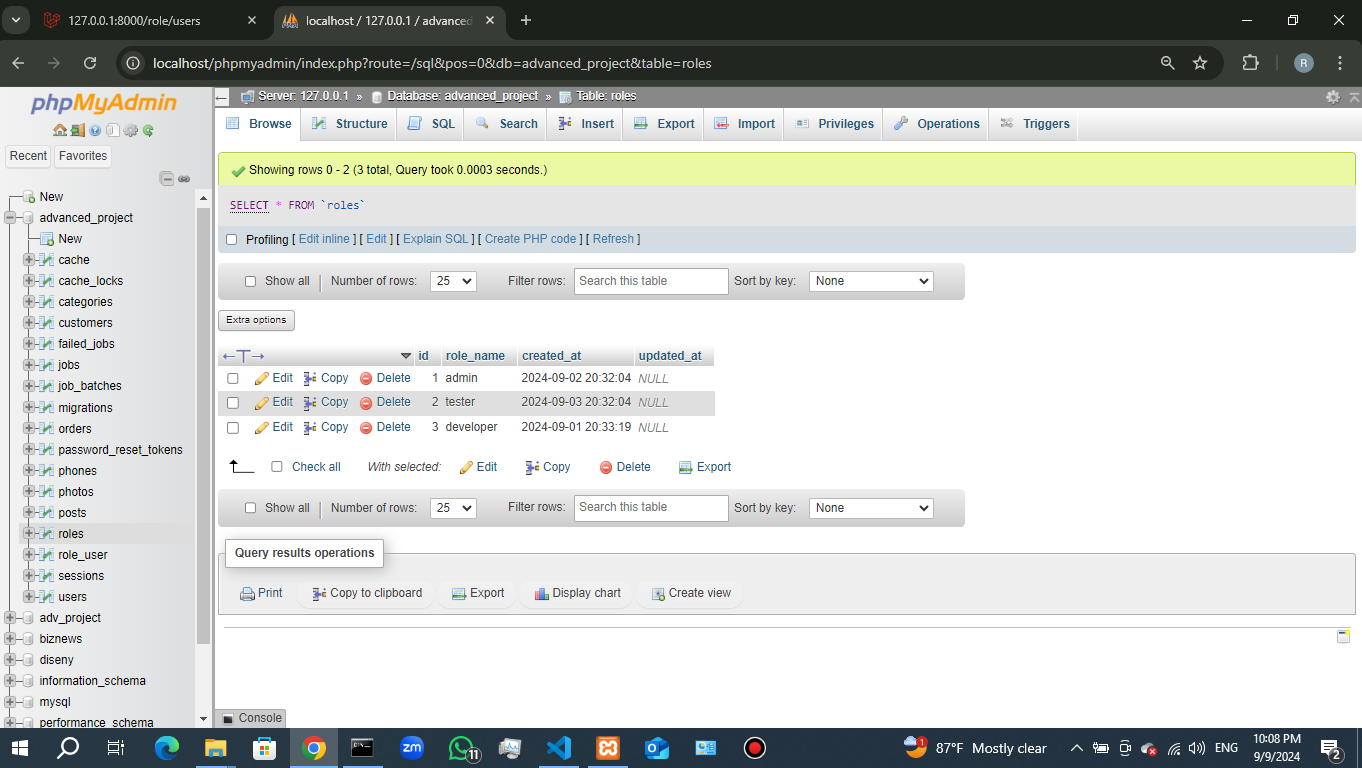 127.0.0.1:8000/role/users
localhost / 127.0.0.1 / advanced
localhost/phpmyadmin/index.php?route=/sql&pos=0&db=advanced_project&table=roles
R
phpMyAdmin
Recent
Favorites
New
advanced_project
New
cache
cache_locks
categories
customers
failed_jobs
jobs
job_batches
migrations
orders
password_reset_tokens
phones
photos
posts
roles
role_user
sessions
users
adv_project
biznews
diseny
information_schema
mysql
performance_schema
Server: 127.0.0.1 » Database: advanced_project » Table: roles
Browse Structure SQL Search Insert Export Import Privileges Operations Triggers
Showing rows 0 - 2 (3 total, Query took 0.0003 seconds.)
SELECT * FROM `roles`
Profiling [ Edit inline ] [ Edit ] [ Explain SQL ] [ Create PHP code ] [ Refresh ]
Show all Number of rows: 25 Filter rows: Search this table Sort by key: None
Extra options
id role_name created_at updated_at
Edit Copy Delete 1 admin 2024-09-02 20:32:04 NULL
Edit Copy Delete 2 tester 2024-09-03 20:32:04 NULL
Edit Copy Delete 3 developer 2024-09-01 20:33:19 NULL
Check all With selected: Edit Copy Delete Export
Show all Number of rows: 25 Filter rows: Search this table Sort by key: None
Query results operations
Print Copy to clipboard Export Display chart Create view
Console
zm
11
1
87°F Mostly clear
ENG
10:08 PM
9/9/2024
2